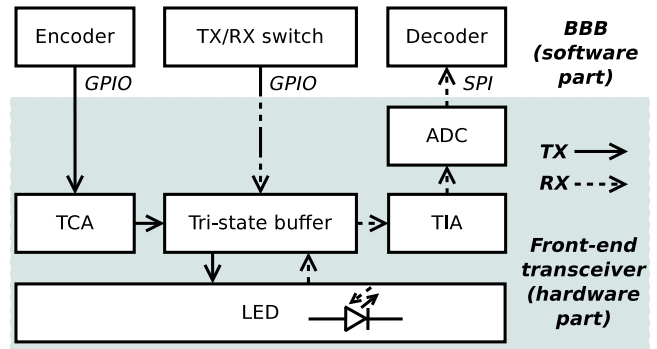 Encoder
TX/RX switch
Decoder
BBB
(software
part)
GPIO
GPIO
SPI
ADC
TX
RX
TCA
Tri-state buffer
TIA
Front-end
transceiver
(hardware
part)
LED